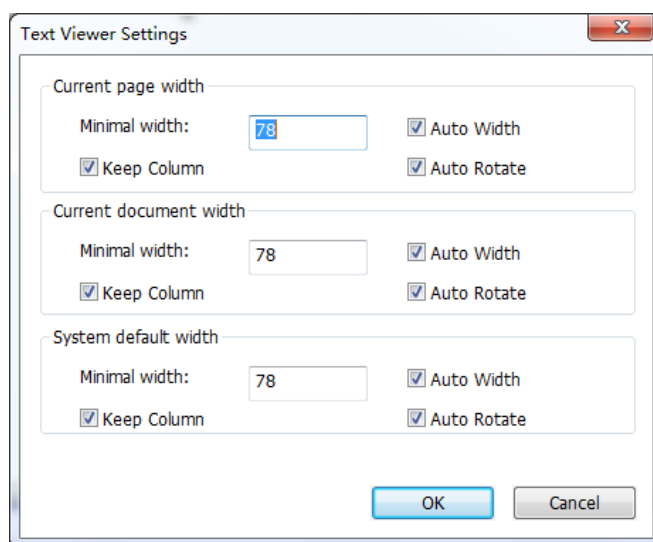 Text Viewer Settings
Current page width
Minimal width: 78 Auto Width
Keep Column Auto Rotate
Current document width
Minimal width: 78 Auto Width
Keep Column Auto Rotate
System default width
Minimal width: 78 Auto Width
Keep Column Auto Rotate
OK Cancel